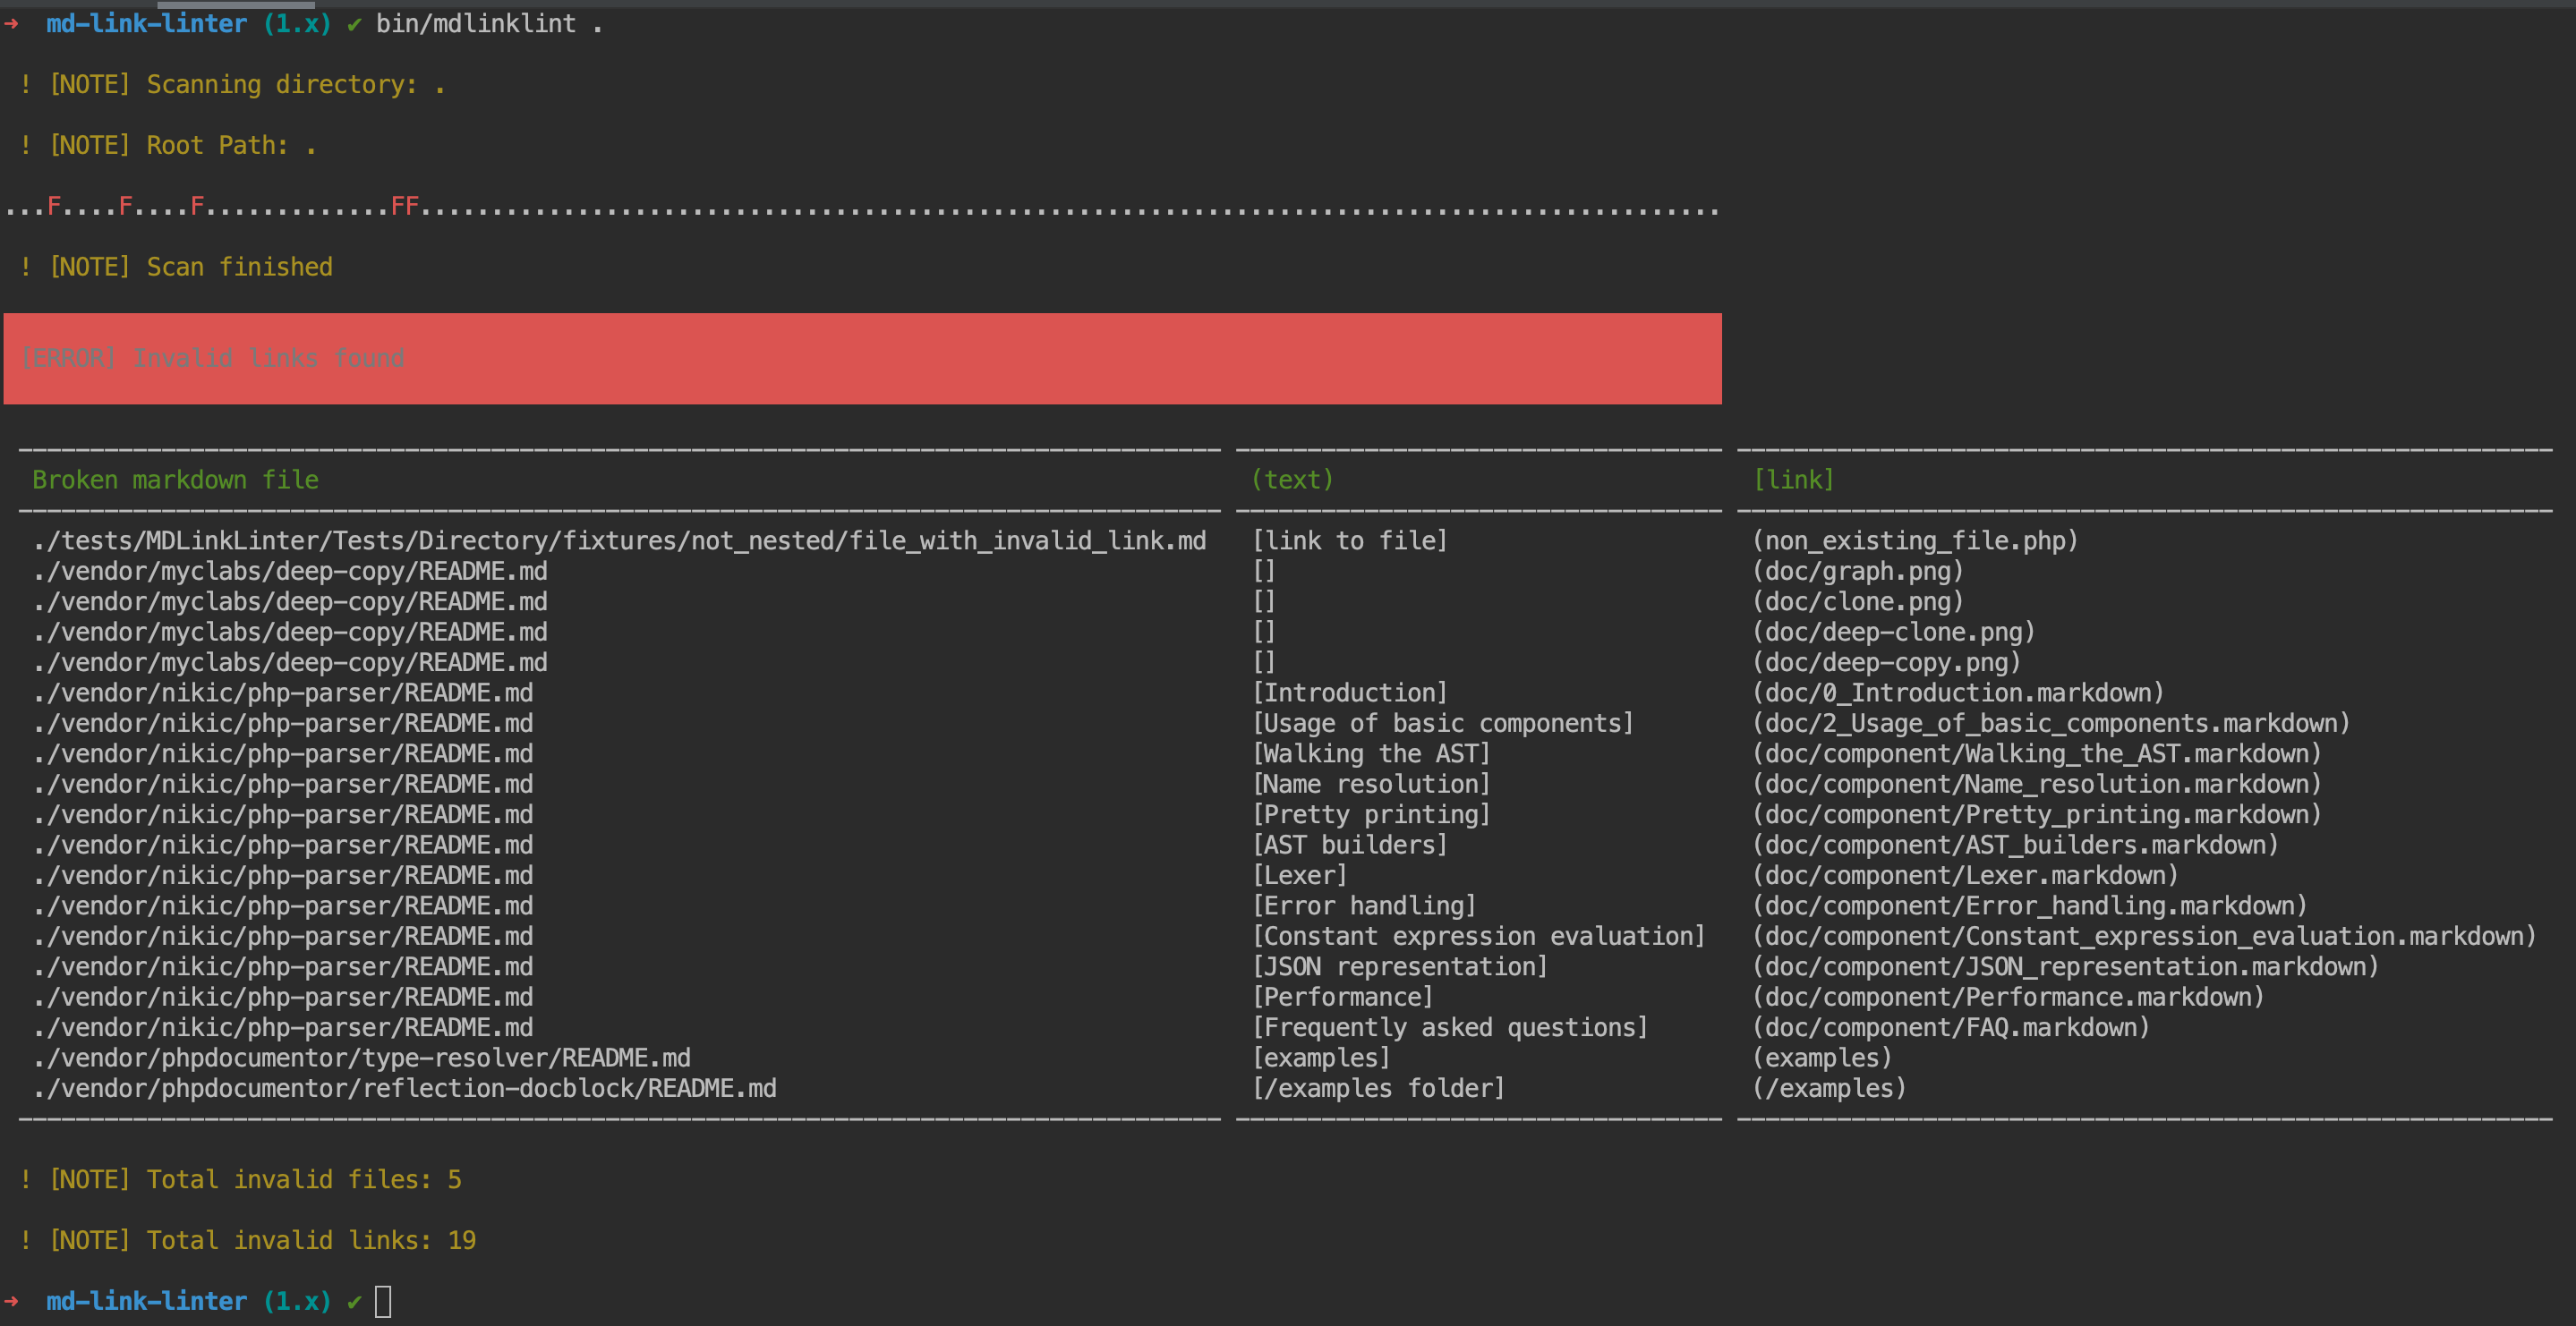 ➜ md-link-linter (1.x) ✔ bin/mdlinklint .
! [NOTE] Scanning directory: .
! [NOTE] Root Path: .
...F....F....F.............FF...........................................................................................
! [NOTE] Scan finished
[ERROR] Invalid links found
Broken markdown file (text) [link]
./tests/MDLinkLinter/Tests/Directory/fixtures/not_nested/file_with_invalid_link.md [link to file] (non_existing_file.php)
./vendor/myclabs/deep-copy/README.md [] (doc/graph.png)
./vendor/myclabs/deep-copy/README.md [] (doc/clone.png)
./vendor/myclabs/deep-copy/README.md [] (doc/deep-clone.png)
./vendor/myclabs/deep-copy/README.md [] (doc/deep-copy.png)
./vendor/nikic/php-parser/README.md [Introduction] (doc/0_Introduction.markdown)
./vendor/nikic/php-parser/README.md [Usage of basic components] (doc/2_Usage_of_basic_components.markdown)
./vendor/nikic/php-parser/README.md [Walking the AST] (doc/component/Walking_the_AST.markdown)
./vendor/nikic/php-parser/README.md [Name resolution] (doc/component/Name_resolution.markdown)
./vendor/nikic/php-parser/README.md [Pretty printing] (doc/component/Pretty_printing.markdown)
./vendor/nikic/php-parser/README.md [AST builders] (doc/component/AST_builders.markdown)
./vendor/nikic/php-parser/README.md [Lexer] (doc/component/Lexer.markdown)
./vendor/nikic/php-parser/README.md [Error handling] (doc/component/Error_handling.markdown)
./vendor/nikic/php-parser/README.md [Constant expression evaluation] (doc/component/Constant_expression_evaluation.markdown)
./vendor/nikic/php-parser/README.md [JSON representation] (doc/component/JSON_representation.markdown)
./vendor/nikic/php-parser/README.md [Performance] (doc/component/Performance.markdown)
./vendor/nikic/php-parser/README.md [Frequently asked questions] (doc/component/FAQ.markdown)
./vendor/phpdocumentor/type-resolver/README.md [examples] (examples)
./vendor/phpdocumentor/reflection-docblock/README.md [/examples folder] (/examples)
! [NOTE] Total invalid files: 5
! [NOTE] Total invalid links: 19
➜ md-link-linter (1.x) ✔